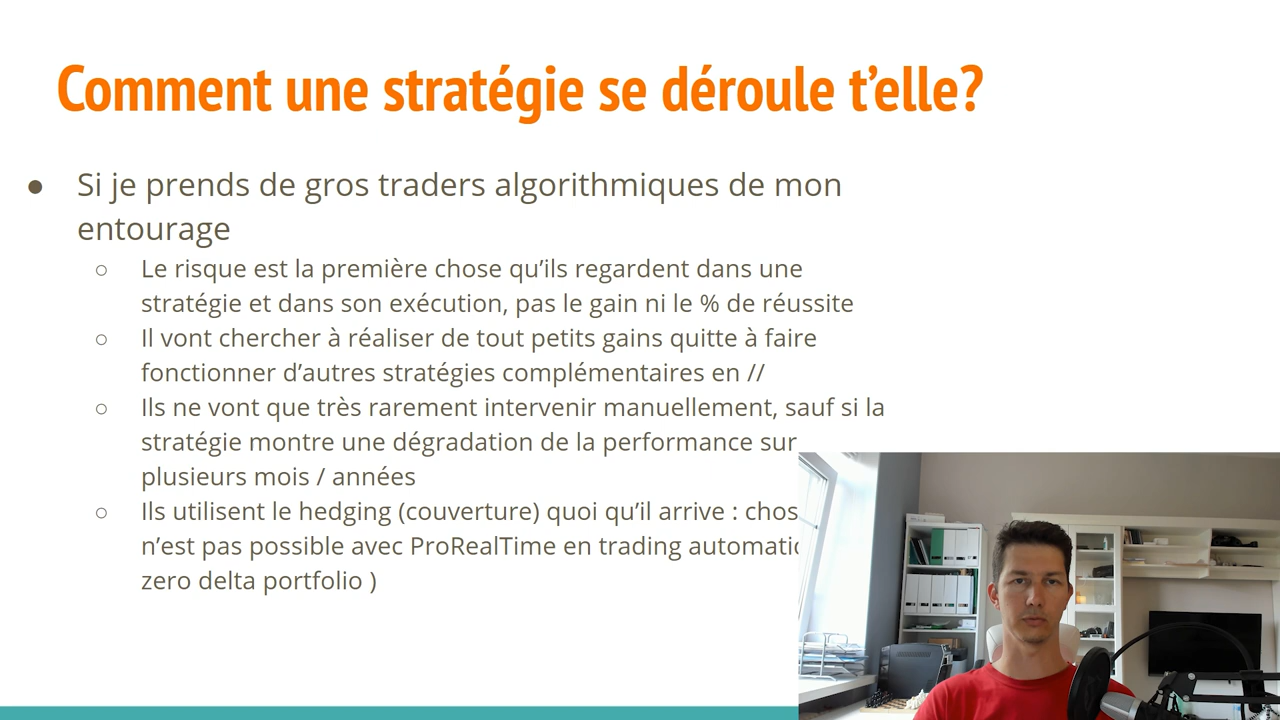 Comment une stratégie se déroule t’elle?
● Si je prends de gros traders algorithmiques de mon
entourage
○ Le risque est la première chose qu’ils regardent dans une
stratégie et dans son exécution, pas le gain ni le % de réussite
○ Il vont chercher à réaliser de tout petits gains quitte à faire
fonctionner d’autres stratégies complémentaires en //
○ Ils ne vont que très rarement intervenir manuellement, sauf si la
stratégie montre une dégradation de la performance sur
plusieurs mois / années
○ Ils utilisent le hedging (couverture) quoi qu’il arrive :
n’est pas possible avec ProRealTime en trading
zero delta portfolio )